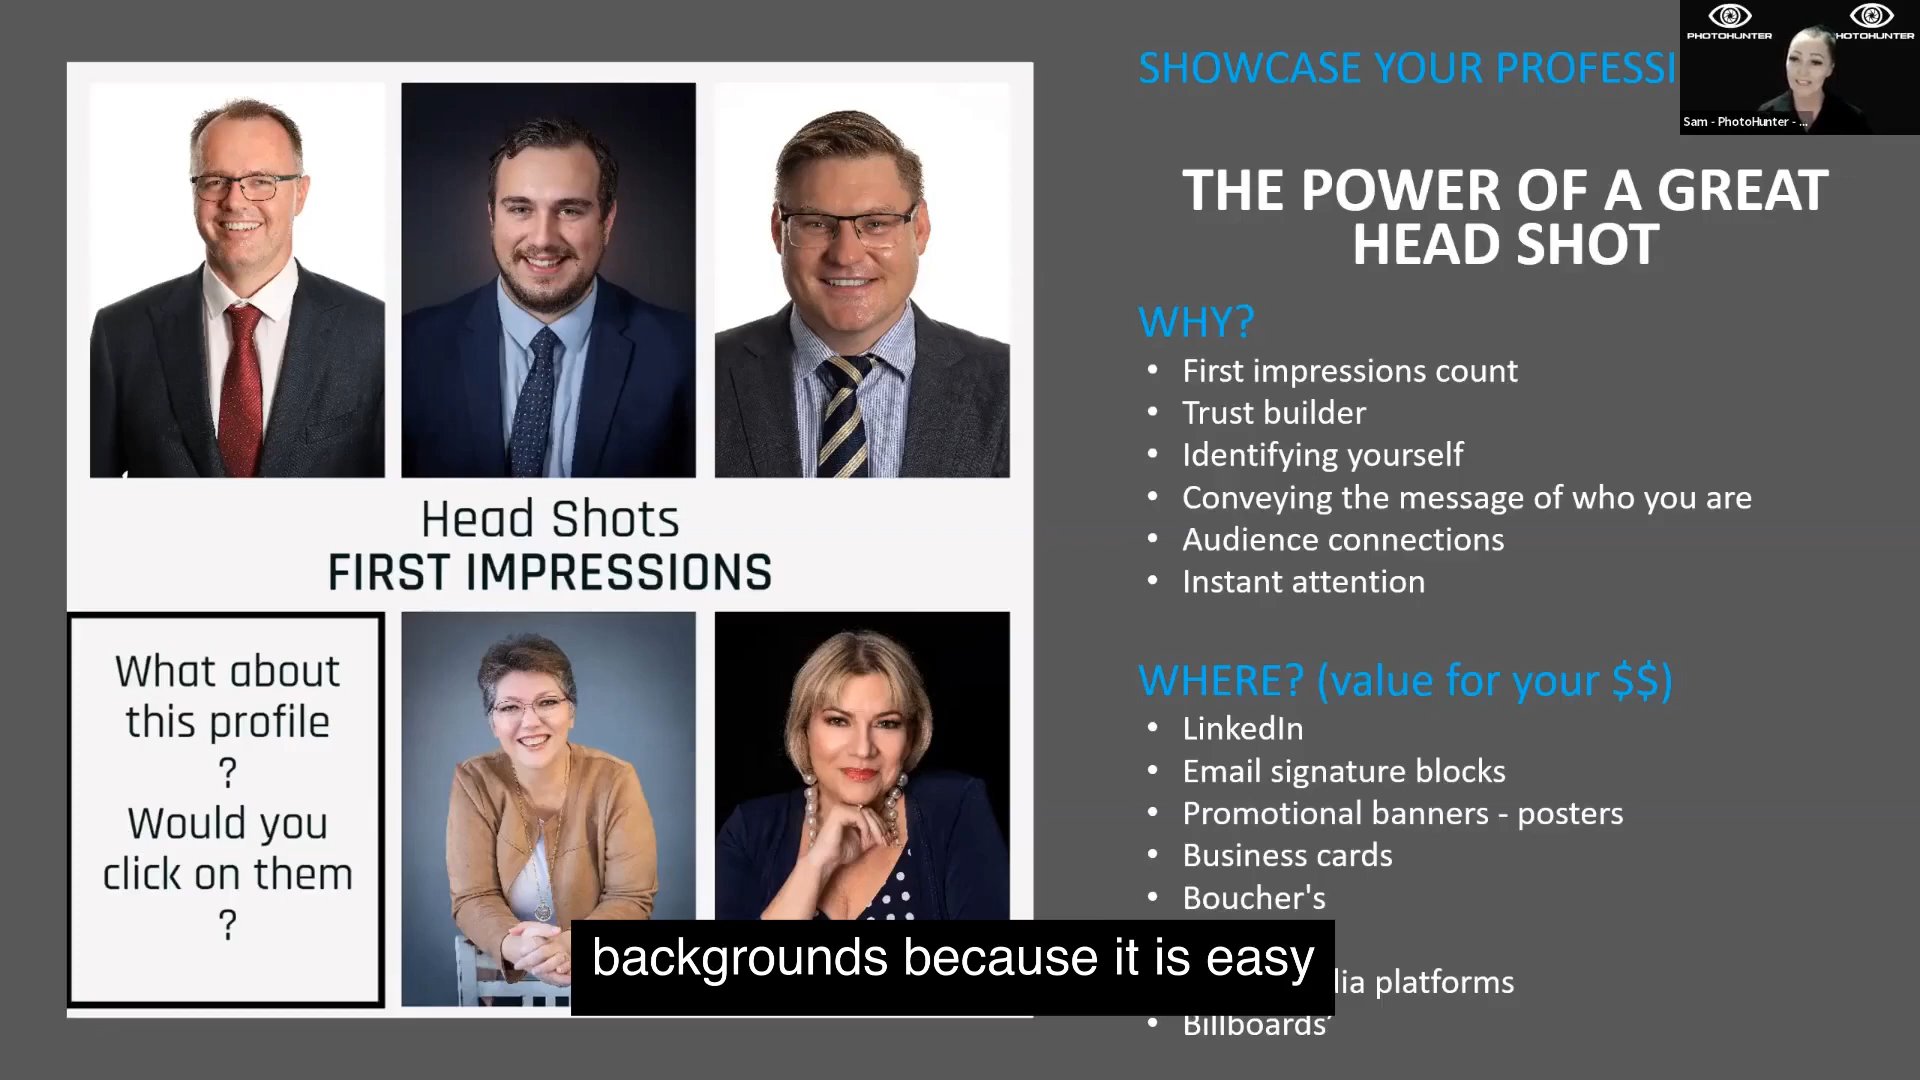 Head Shots
FIRST IMPRESSIONS
What about
this profile
?
Would you
click on them
?
SHOWCASE YOUR
THE POWER OF A GREAT
HEAD SHOT
WHY?
• First impressions count
• Trust builder
• Identifying yourself
• Conveying the message of who you are
• Audience connections
• Instant attention
WHERE? (value for your $$)
• LinkedIn
• Email signature blocks
• Promotional banners - posters
• Business cards
• Boucher's
platforms
• Billboards’
backgrounds because it is easy
PHOTOHUNTER
Sam - PhotoHunter - ...